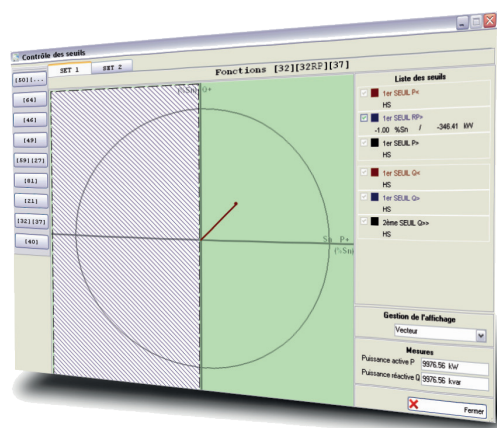 Contrôle des seuils
SET 1
SET 2
Fonctions [32][32RP][37]
[50][...
[64]
[46]
[49]
[59][27]
[81]
[21]
[32][37]
[40]
Q+
Sn P+
Liste des seuils
1er SEUIL P<
HS
1er SEUIL RP>
-1.00 %Sn / -346.41 kW
1er SEUIL P>
HS
1er SEUIL Q<
HS
1er SEUIL Q>
HS
2ème SEUIL Q>>
HS
Gestion de l'affichage
Vecteur
Mesures
Puissance active P 9976.56 kW
Puissance réactive Q 9976.56 kvar
Fermer